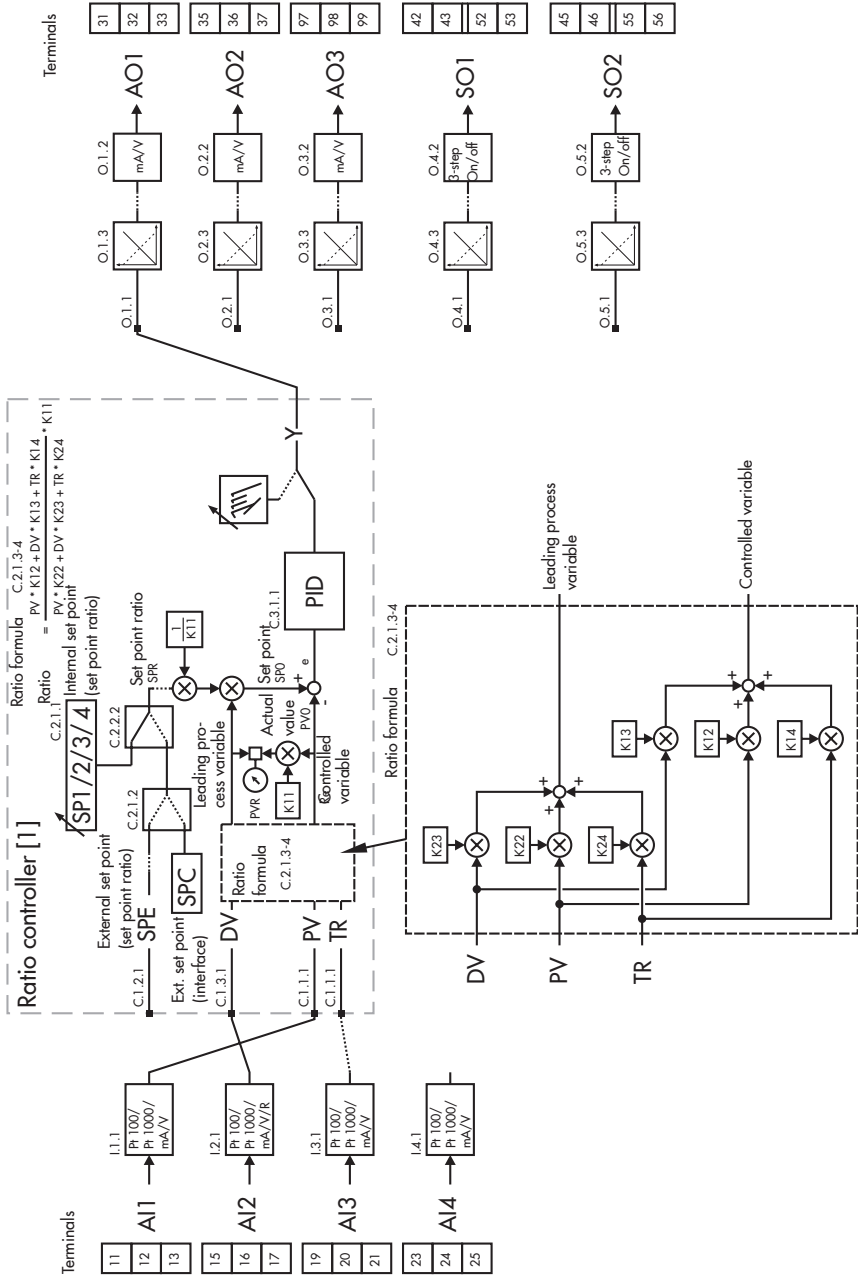 Terminals
11
12
13
15
16
17
19
20
21
23
24
25
AI1
AI2
AI3
AI4
I.1.1
Pt 100/
Pt 1000/
mA/V
I.2.1
Pt 100/
Pt 1000/
mA/V/R
I.3.1
Pt 100/
Pt 1000/
mA/V
I.4.1
Pt 100/
Pt 1000/
mA/V
Ratio controller [1]
C.1.2.1
SPE
External set point
(set point ratio)
Ext. set point
(interface)
SPC
C.2.1.2
C.2.1.1
SP1/2/3/4
Internal set point
(set point ratio)
C.2.2.2
Set point ratio
SPR
1
K11
Ratio formula C.2.1.3-4
Ratio = PV * K12 + DV * K13 + TR * K14
PV * K22 + DV * K23 + TR * K24
* K11
C.1.3.1
DV
C.1.1.1
PV
C.1.1.1
TR
Ratio
formula
C.2.1.3-4
Leading pro-
cess variable
PVR
K11
Actual
value
PV0
Controlled
variable
Set point
SP0
+
-
e
C.3.1.1
PID
Y
O.1.1
O.1.3
O.1.2
mA/V
AO1
O.2.1
O.2.3
O.2.2
mA/V
AO2
O.3.1
O.3.3
O.3.2
mA/V
AO3
O.4.1
O.4.3
O.4.2
3-step
On/off
SO1
O.5.1
O.5.3
O.5.2
3-step
On/off
SO2
Terminals
31
32
33
35
36
37
97
98
99
42
43
52
53
45
46
55
56
Ratio formula
C.2.1.3-4
DV
PV
TR
K23
K22
K24
+
+
+
K13
K12
K14
+
+
+
Leading process
variable
Controlled variable